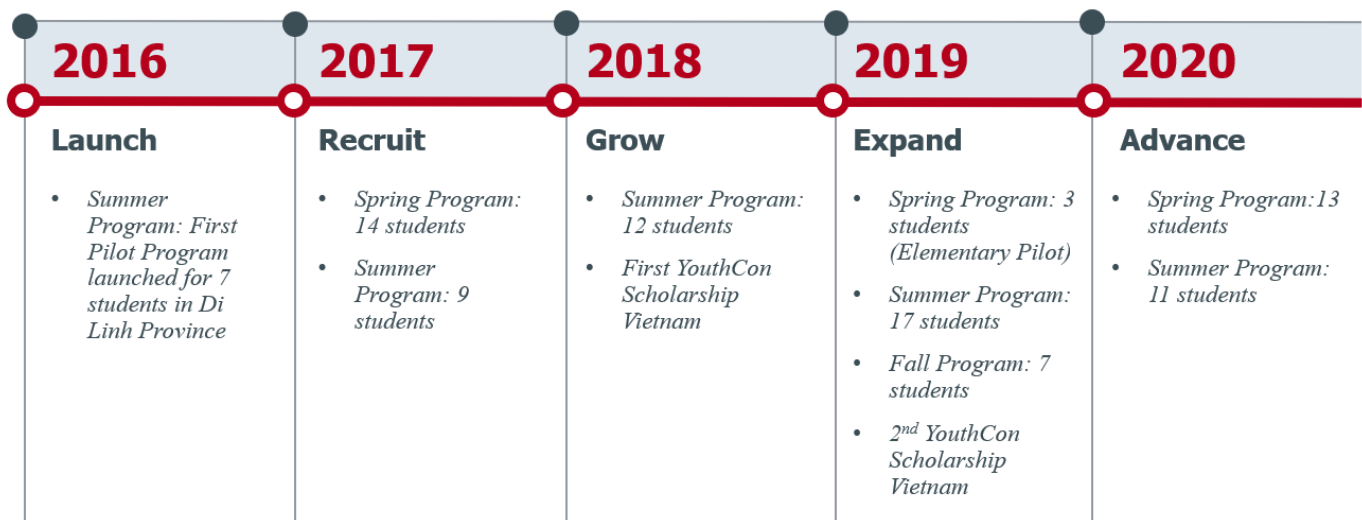 2016
Launch
• Summer
Program: First
Pilot Program
launched for 7
students in Di
Linh Province
2017
Recruit
• Spring Program:
14 students
• Summer
Program: 9
students
2018
Grow
• Summer Program:
12 students
• First YouthCon
Scholarship
Vietnam
2019
Expand
• Spring Program: 3
students
(Elementary Pilot)
• Summer Program:
17 students
• Fall Program: 7
students
• 2nd YouthCon
Scholarship
Vietnam
2020
Advance
• Spring Program:13
students
• Summer Program:
11 students